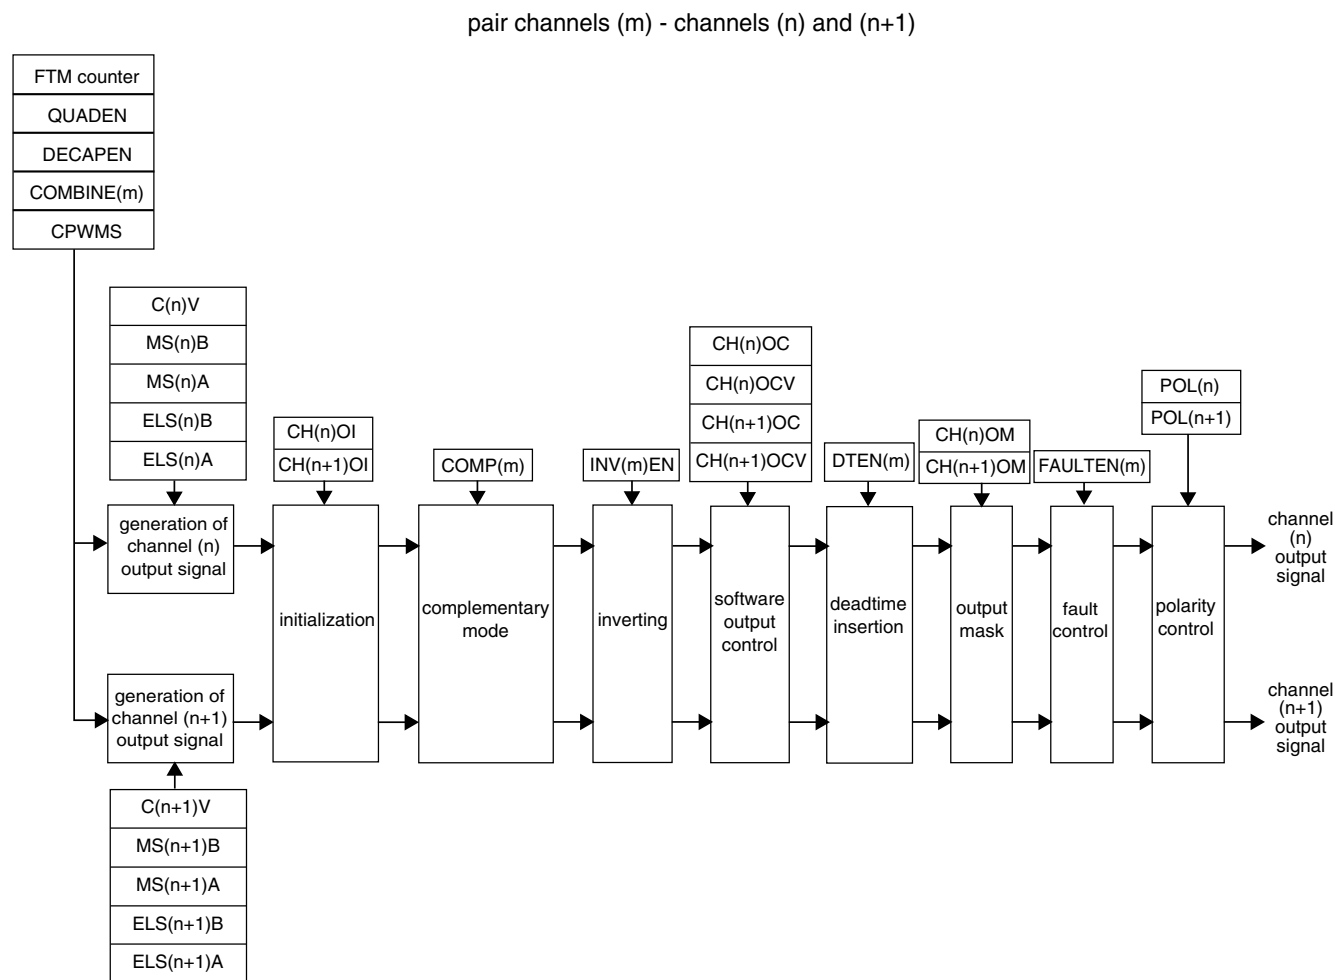 pair channels (m) - channels (n) and (n+1)
FTM counter
QUADEN
DECAPEN
COMBINE(m)
CPWMS
C(n)V
MS(n)B
MS(n)A
ELS(n)B
ELS(n)A
CH(n)OI
CH(n+1)OI
COMP(m)
INV(m)EN
CH(n)OC
CH(n)OCV
CH(n+1)OC
CH(n+1)OCV
DTEN(m)
CH(n)OM
CH(n+1)OM
FAULTEN(m)
POL(n)
POL(n+1)
generation of
channel (n)
output signal
initialization
complementary
mode
inverting
software
output
control
deadtime
insertion
output
mask
fault
control
polarity
control
channel
(n)
output
signal
generation of
channel (n+1)
output signal
channel
(n+1)
output
signal
C(n+1)V
MS(n+1)B
MS(n+1)A
ELS(n+1)B
ELS(n+1)A